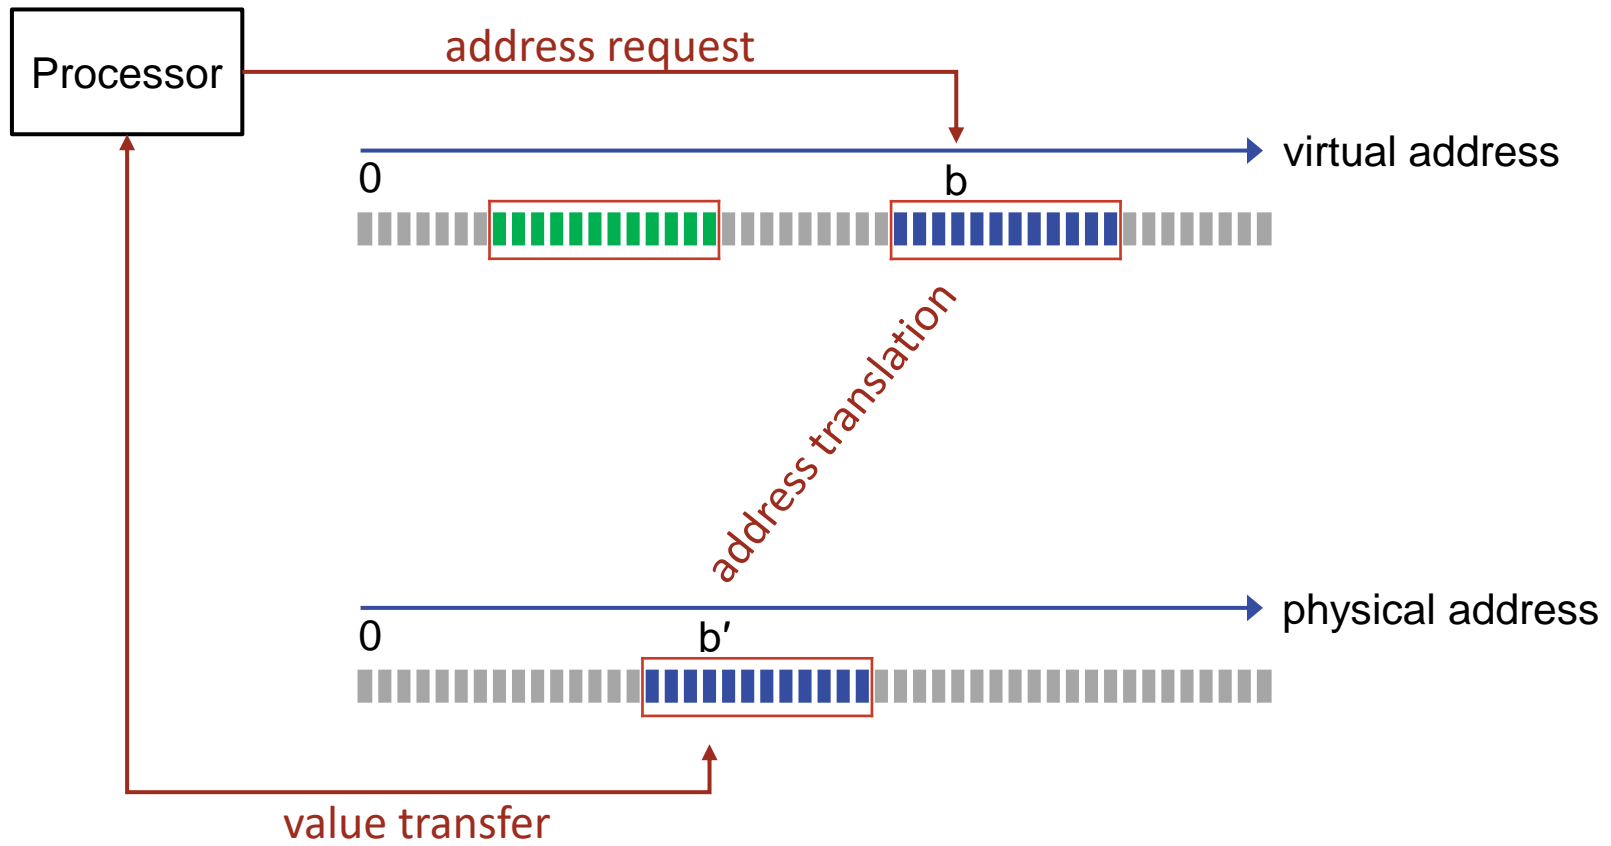 address request
Processor
virtual address
0
b
address translation
physical address
0
b′
value transfer